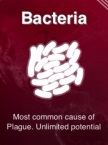 Bacteria
Most common cause of
Plague. Unlimited potential